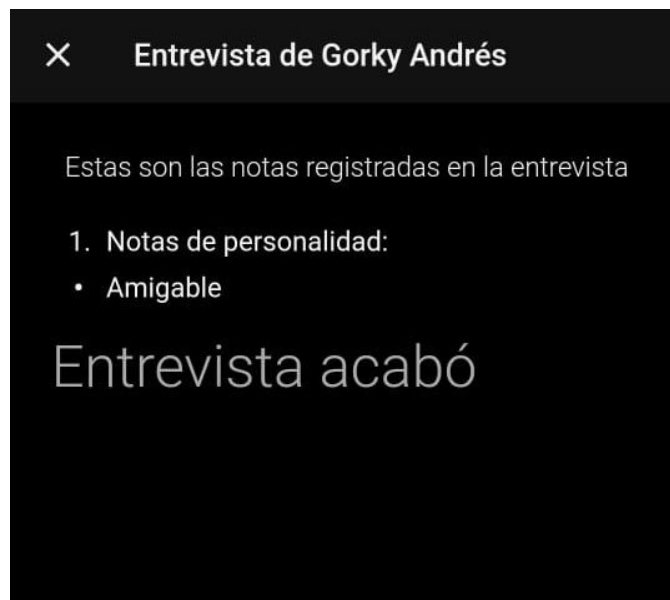 Entrevista de Gorky Andrés
Estas son las notas registradas en la entrevista
1. Notas de personalidad:
• Amigable
Entrevista acabó